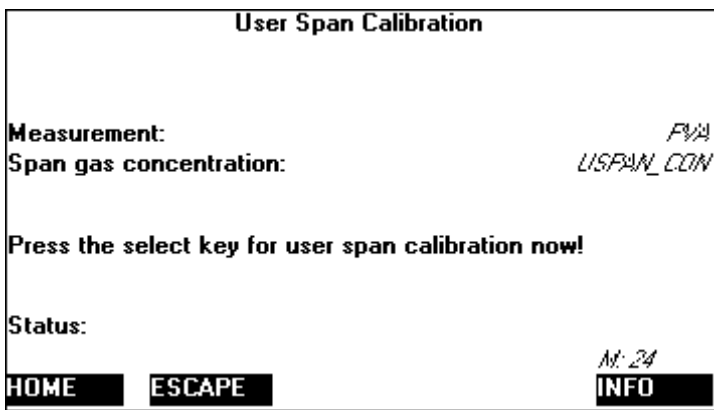 User Span Calibration
Measurement: PVA
Span gas concentration: USPAN_CON
Press the select key for user span calibration now!
Status:
M: 24
HOME ESCAPE INFO